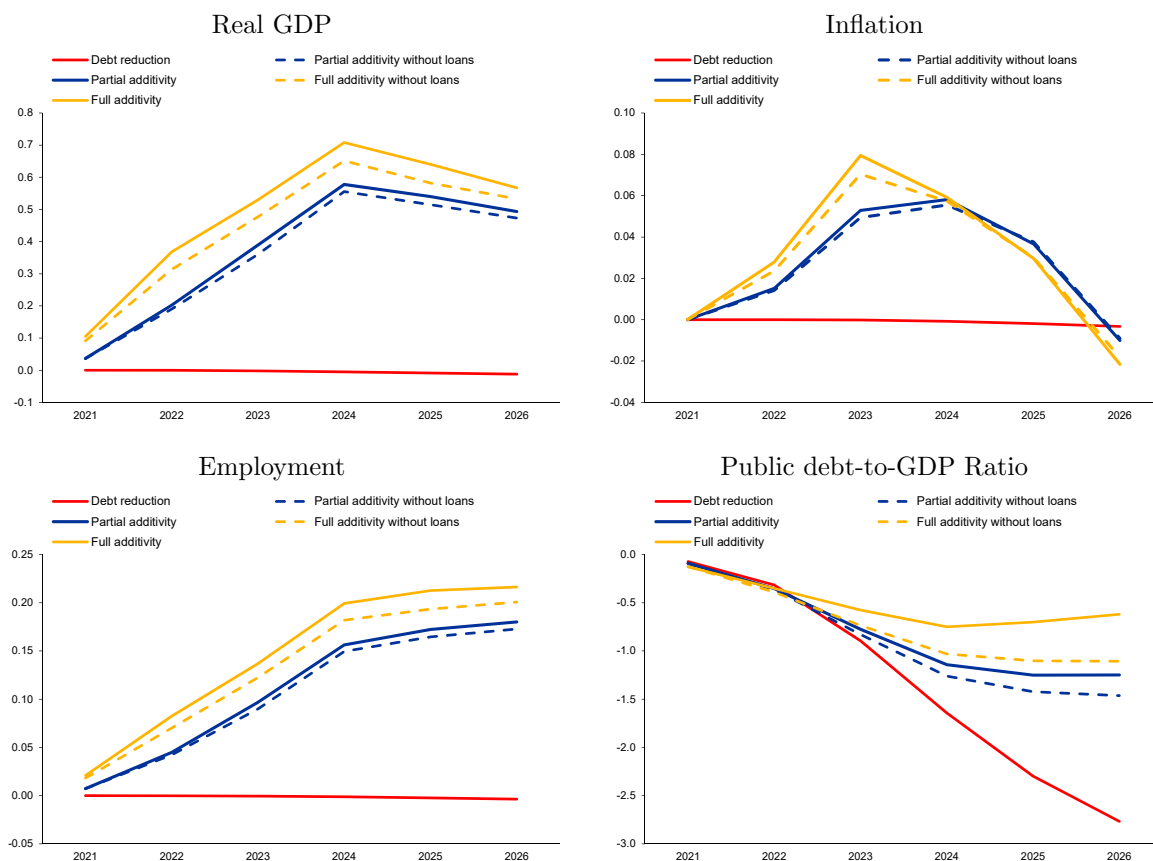 Real GDP
Debt reduction
Partial additivity without loans
Partial additivity
Full additivity without loans
Full additivity
0.8
0.7
0.6
0.5
0.4
0.3
0.2
0.1
0.0
-0.1
2021 2022 2023 2024 2025 2026
Inflation
Debt reduction
Partial additivity without loans
Partial additivity
Full additivity without loans
Full additivity
0.10
0.08
0.06
0.04
0.02
0.00
-0.02
-0.04
2021 2022 2023 2024 2025 2026
Employment
Debt reduction
Partial additivity without loans
Partial additivity
Full additivity without loans
Full additivity
0.25
0.20
0.15
0.10
0.05
0.00
-0.05
2021 2022 2023 2024 2025 2026
Public debt-to-GDP Ratio
Debt reduction
Partial additivity without loans
Partial additivity
Full additivity without loans
Full additivity
0.0
-0.5
-1.0
-1.5
-2.0
-2.5
-3.0
2021 2022 2023 2024 2025 2026